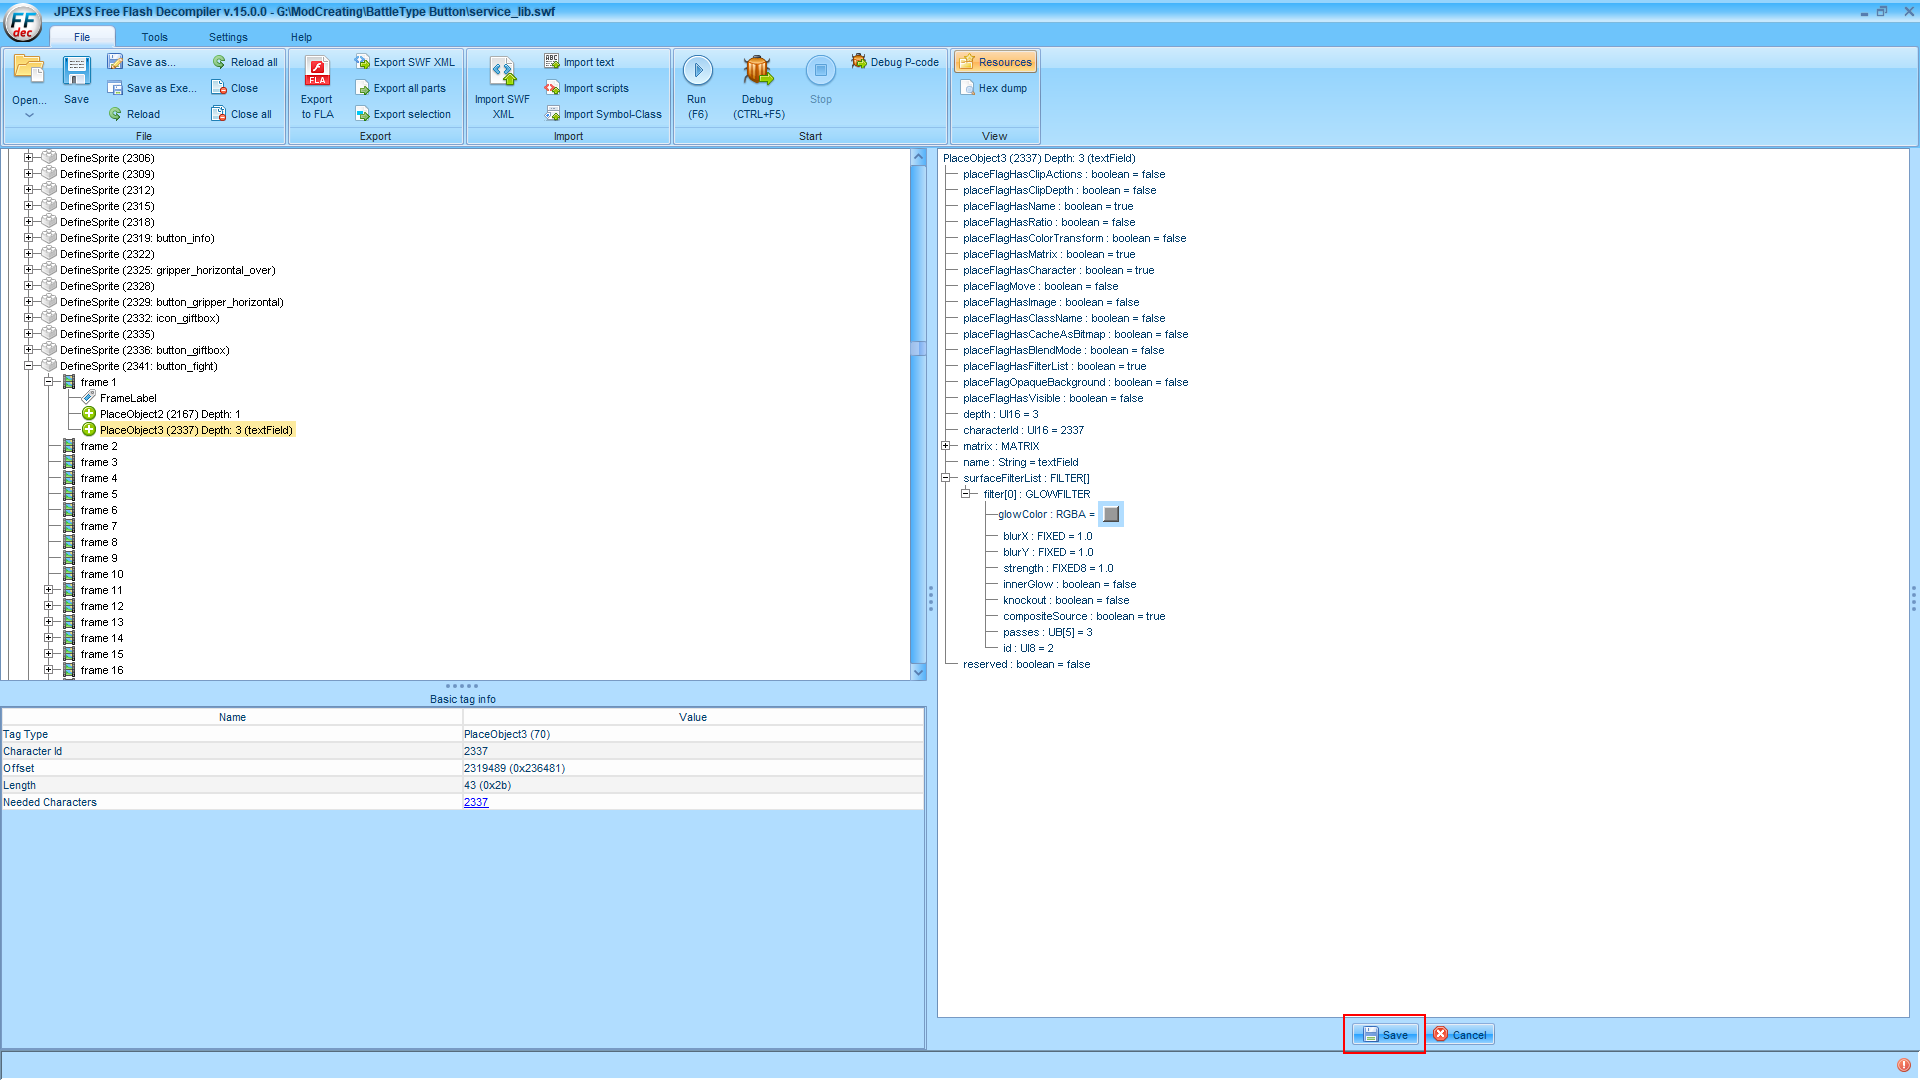 JPEXS Free Flash Decompiler v.15.0.0 - G:\ModCreating\BattleType Button\service_lib.swf
FF
dec
File Tools Settings Help
Open... Save Save as... Save as Exe... Reload Reload all Close Close all
File
FLA
Export to FLA Export SWF XML Export all parts Export selection
Export
Import SWF XML Import text Import scripts Import Symbol-Class
Import
Run (F6) Debug (CTRL+F5) Stop Debug P-code
Start
Resources Hex dump
View
DefineSprite (2306)
DefineSprite (2309)
DefineSprite (2312)
DefineSprite (2315)
DefineSprite (2318)
DefineSprite (2319: button_info)
DefineSprite (2322)
DefineSprite (2325: gripper_horizontal_over)
DefineSprite (2328)
DefineSprite (2329: button_gripper_horizontal)
DefineSprite (2332: icon_giftbox)
DefineSprite (2335)
DefineSprite (2336: button_giftbox)
DefineSprite (2341: button_fight)
frame 1
FrameLabel
PlaceObject2 (2167) Depth: 1
PlaceObject3 (2337) Depth: 3 (textField)
frame 2
frame 3
frame 4
frame 5
frame 6
frame 7
frame 8
frame 9
frame 10
frame 11
frame 12
frame 13
frame 14
frame 15
frame 16
Basic tag info
Name Value
Tag Type PlaceObject3 (70)
Character Id 2337
Offset 2319489 (0x236481)
Length 43 (0x2b)
Needed Characters 2337
PlaceObject3 (2337) Depth: 3 (textField)
placeFlagHasClipActions : boolean = false
placeFlagHasClipDepth : boolean = false
placeFlagHasName : boolean = true
placeFlagHasRatio : boolean = false
placeFlagHasColorTransform : boolean = false
placeFlagHasMatrix : boolean = true
placeFlagHasCharacter : boolean = true
placeFlagMove : boolean = false
placeFlagHasImage : boolean = false
placeFlagHasClassName : boolean = false
placeFlagHasCacheAsBitmap : boolean = false
placeFlagHasBlendMode : boolean = false
placeFlagHasFilterList : boolean = true
placeFlagOpaqueBackground : boolean = false
placeFlagHasVisible : boolean = false
depth : UI16 = 3
characterId : UI16 = 2337
matrix : MATRIX
name : String = textField
surfaceFilterList : FILTER[]
filter[0] : GLOWFILTER
glowColor : RGBA =
blurX : FIXED = 1.0
blurY : FIXED = 1.0
strength : FIXED8 = 1.0
innerGlow : boolean = false
knockout : boolean = false
compositeSource : boolean = true
passes : UB[5] = 3
id : UI8 = 2
reserved : boolean = false
Save Cancel